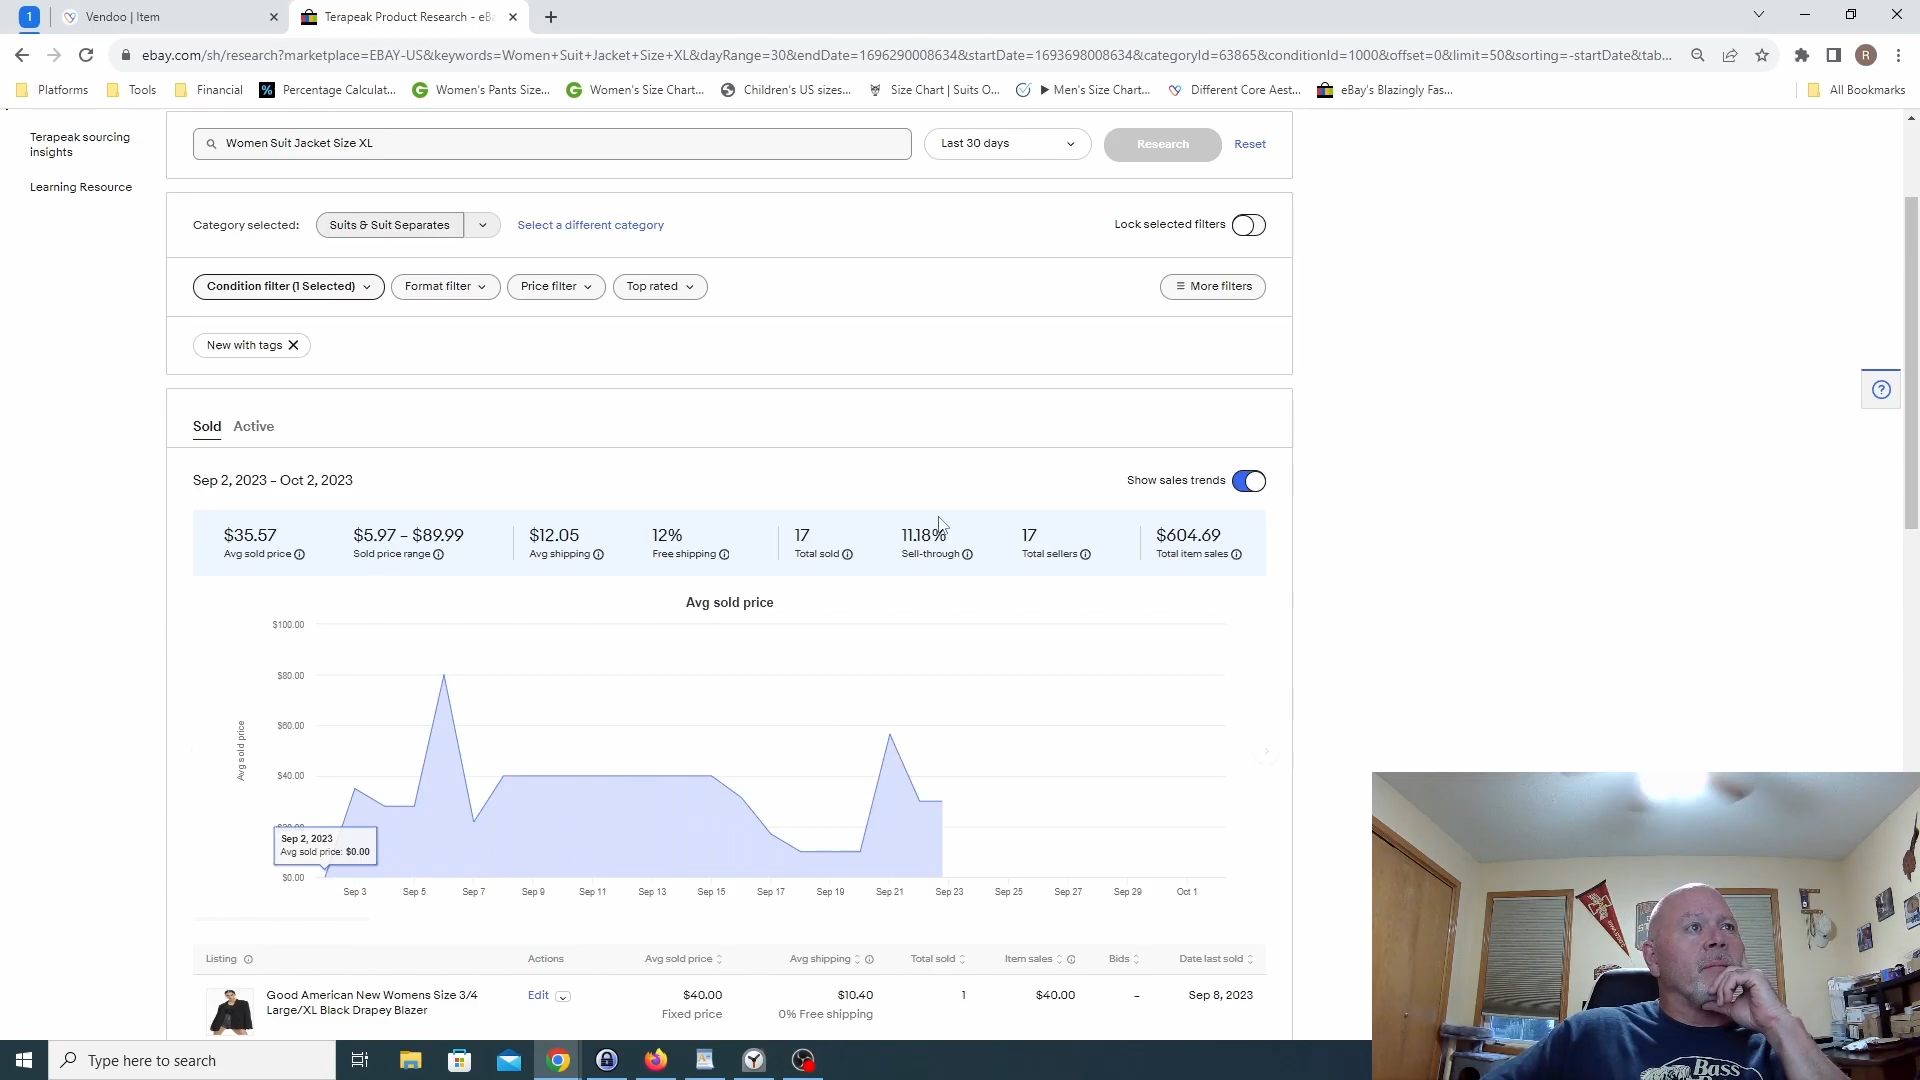 1
Vendoo | Item
Terapeak Product Research - eBa
ebay.com/sh/research?marketplace=EBAY-US&keywords=Women+Suit+Jacket+Size+XL&dayRange=30&endDate=1696290008634&startDate=1693698008634&categoryId=63865&conditionId=1000&offset=0&limit=50&sorting=-startDate&tab...
R
Platforms
Tools
Financial
%
Percentage Calculat...
Women's Pants Size...
Women's Size Chart...
Children's US sizes...
Size Chart | Suits O...
▶ Men's Size Chart...
Different Core Aest...
eBay's Blazingly Fas...
All Bookmarks
Terapeak sourcing
insights
Learning Resource
Women Suit Jacket Size XL
Last 30 days
Research
Reset
Category selected:
Suits & Suit Separates
Select a different category
Lock selected filters
Condition filter (1 Selected)
Format filter
Price filter
Top rated
More filters
New with tags
Sold
Active
Sep 2, 2023 – Oct 2, 2023
Show sales trends
$35.57
$5.97 – $89.99
$12.05
12%
17
11.18%
17
$604.69
Avg sold price
Sold price range
Avg shipping
Free shipping
Total sold
Sell-through
Total sellers
Total item sales
Avg sold price
$100.00
$80.00
$60.00
$40.00
$20.00
$0.00
Avg sold price
Sep 2, 2023
Avg sold price: $0.00
Sep 3
Sep 5
Sep 7
Sep 9
Sep 11
Sep 13
Sep 15
Sep 17
Sep 19
Sep 21
Sep 23
Sep 25
Sep 27
Sep 29
Oct 1
Listing
Actions
Avg sold price
Avg shipping
Total sold
Item sales
Bids
Date last sold
Good American New Womens Size 3/4
Large/XL Black Drapey Blazer
Edit
$40.00
Fixed price
$10.40
0% Free shipping
1
$40.00
–
Sep 8, 2023
Type here to search
Bass